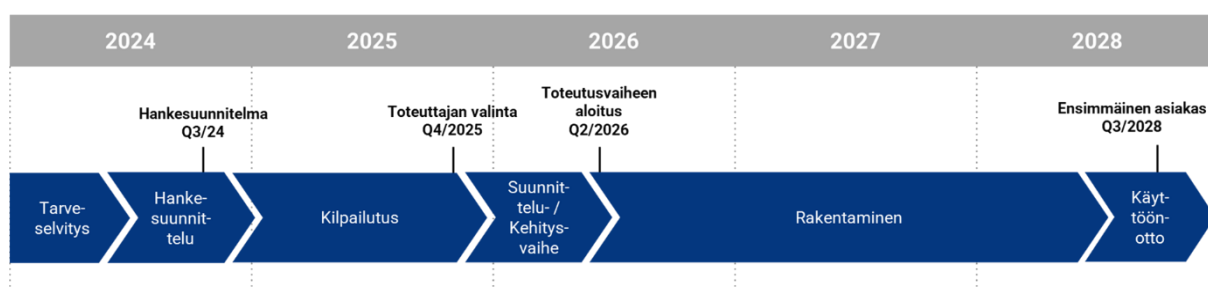 2024 2025 2026 2027 2028
Hankesuunnitelma
Q3/24
Toteuttajan valinta
Q4/2025
Toteutusvaiheen
aloitus
Q2/2026
Ensimmäinen asiakas
Q3/2028
Tarve-
selvitys
Hanke-
suunnit-
telu
Kilpailutus
Suunnit-
telu- /
Kehitys-
vaihe
Rakentaminen
Käyt-
töön-
otto